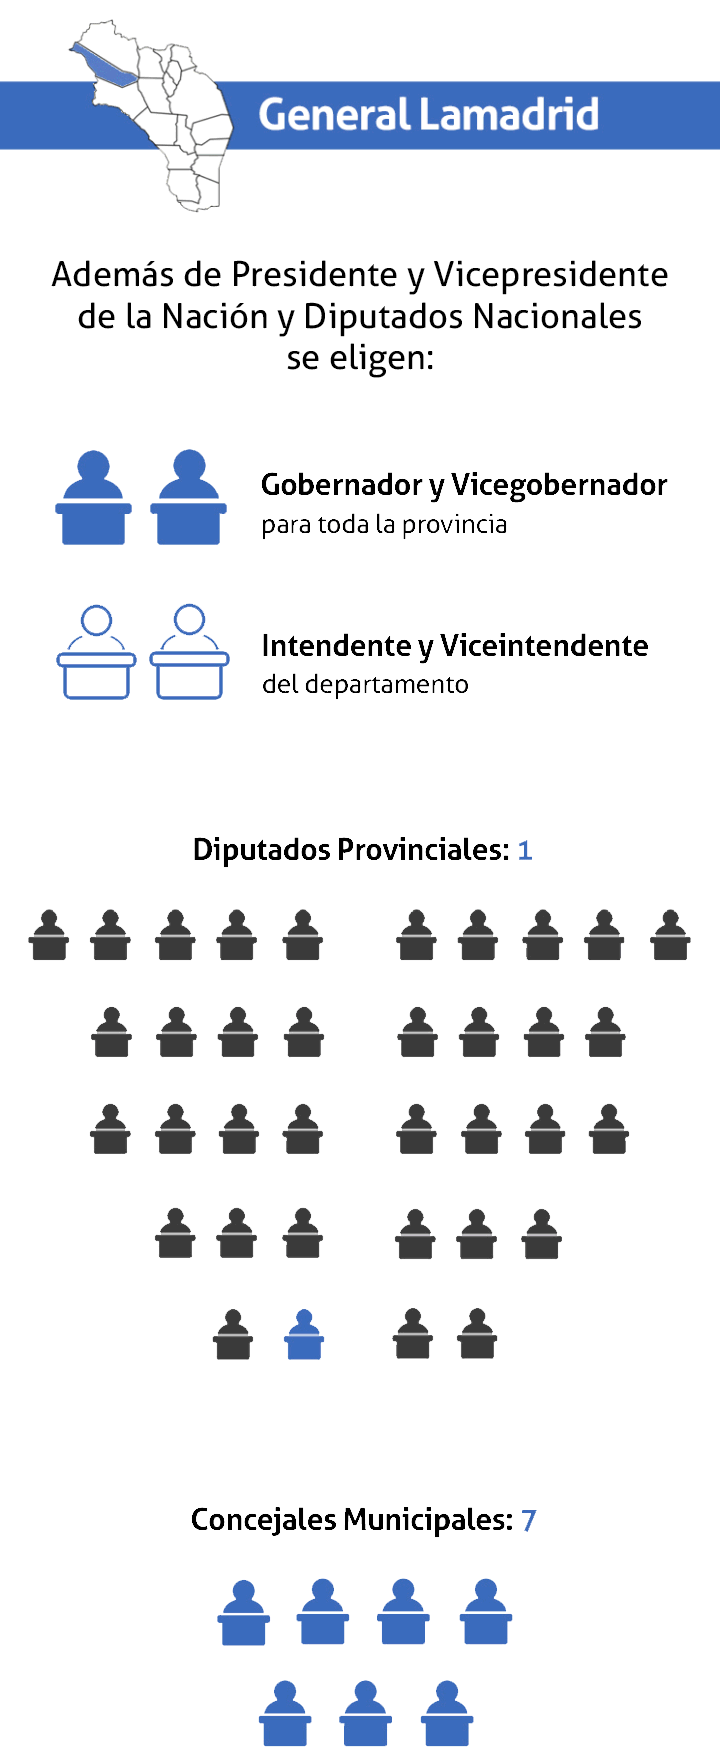 General Lamadrid
Además de Presidente y Vicepresidente
de la Nación y Diputados Nacionales
se eligen:
Gobernador y Vicegobernador
para toda la provincia
Intendente y Viceintendente
del departamento
Diputados Provinciales: 1
Concejales Municipales: 7